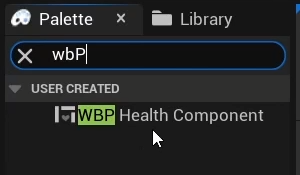 Palette Library
wbP
USER CREATED
WBP Health Component